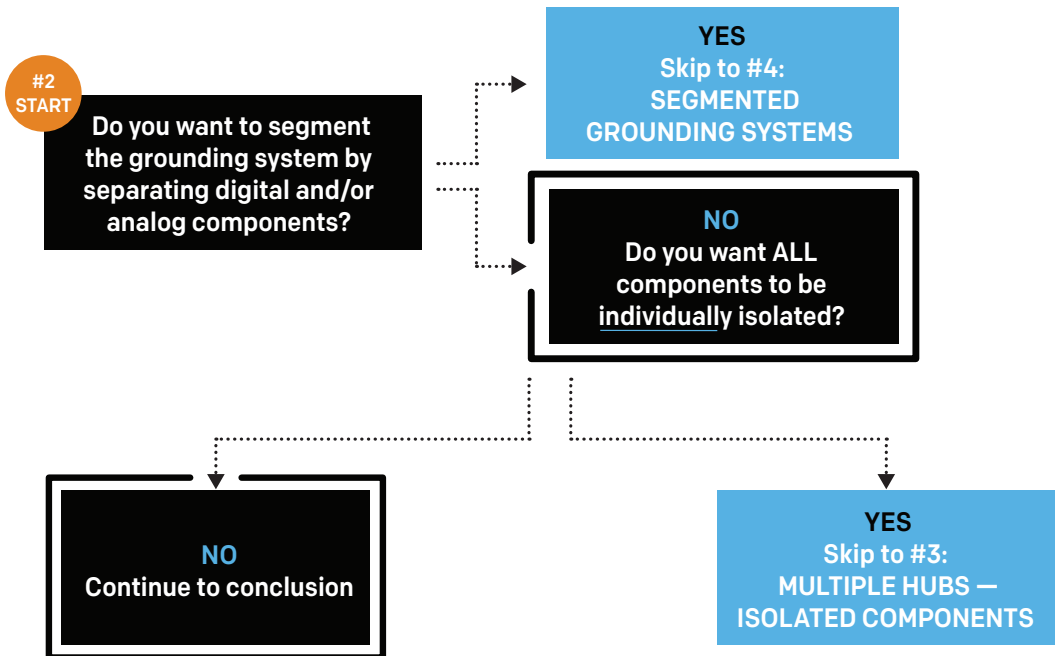 #2
START
Do you want to segment
the grounding system by
separating digital and/or
analog components?
YES
Skip to #4:
SEGMENTED
GROUNDING SYSTEMS
NO
Do you want ALL
components to be
individually isolated?
NO
Continue to conclusion
YES
Skip to #3:
MULTIPLE HUBS —
ISOLATED COMPONENTS